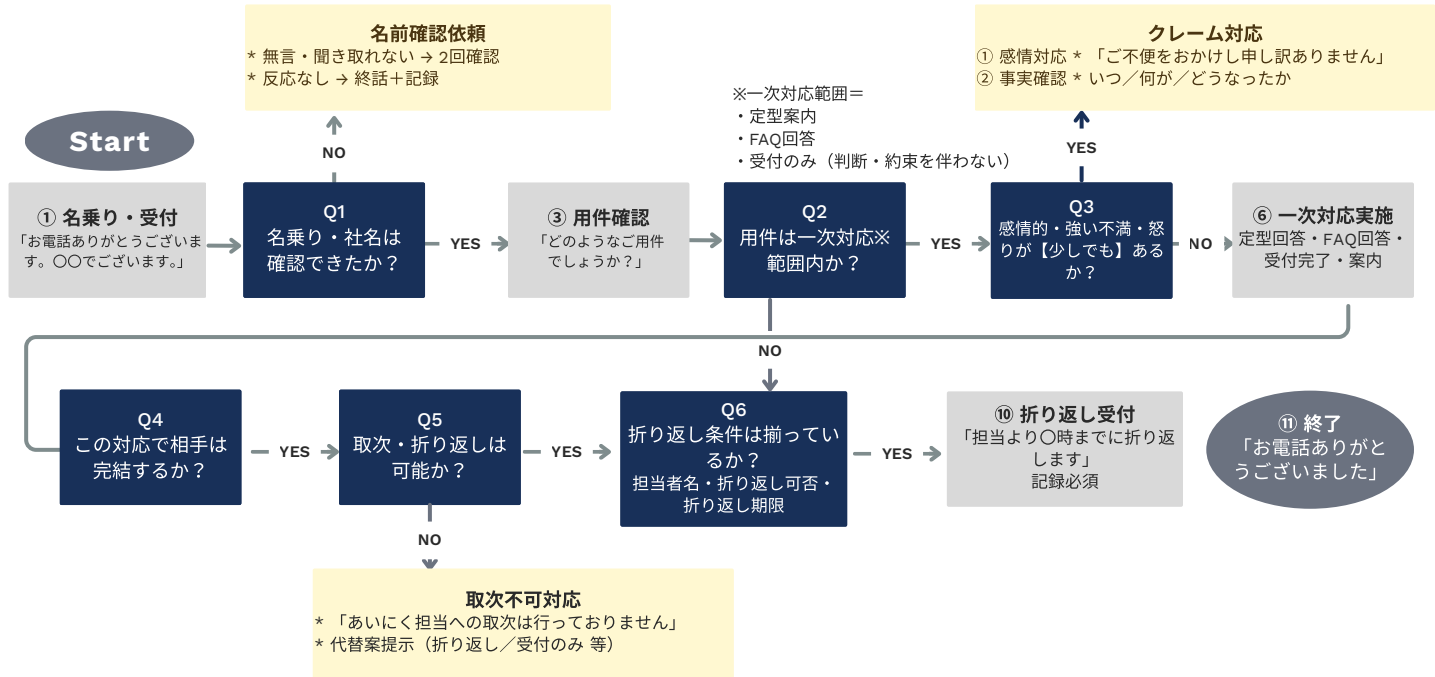 Start
① 名乗り・受付
「お電話ありがとうございま
す。〇〇でございます。」
名前確認依頼
* 無言・聞き取れない → 2回確認
* 反応なし → 終話＋記録
NO
Q1
名乗り・社名は
確認できたか？
YES
③ 用件確認
「どのようなご用件
でしょうか？」
※一次対応範囲＝
・定型案内
・FAQ回答
・受付のみ（判断・約束を伴わない）
Q2
用件は一次対応※
範囲内か？
YES
クレーム対応
① 感情対応 * 「ご不便をおかけし申し訳ありません」
② 事実確認 * いつ／何が／どうなったか
YES
Q3
感情的・強い不満・怒
りが【少しでも】ある
か？
NO
⑥ 一次対応実施
定型回答・FAQ回答・
受付完了・案内
NO
Q4
この対応で相手は
完結するか？
YES
Q5
取次・折り返しは
可能か？
YES
Q6
折り返し条件は揃ってい
るか？
担当者名・折り返し可否・
折り返し期限
YES
⑩ 折り返し受付
「担当より〇時までに折り返
します」
記録必須
⑪ 終了
「お電話ありがと
うございました」
NO
取次不可対応
* 「あいにく担当への取次は行っておりません」
* 代替案提示（折り返し／受付のみ 等）